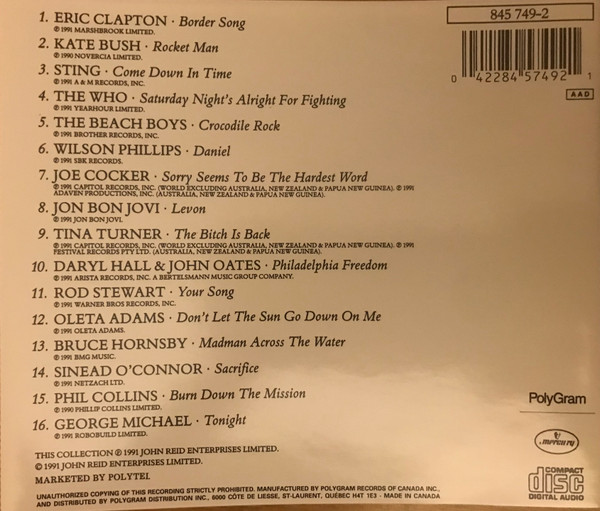 1. ERIC CLAPTON · Border Song
℗ 1991 MARSHBROOK LIMITED.
2. KATE BUSH · Rocket Man
℗ 1990 NOVERCIA LIMITED.
3. STING · Come Down In Time
℗ 1991 A & M RECORDS, INC.
4. THE WHO · Saturday Night's Alright For Fighting
℗ 1991 YEARHOUR LIMITED.
5. THE BEACH BOYS · Crocodile Rock
℗ 1991 BROTHER RECORDS, INC.
6. WILSON PHILLIPS · Daniel
℗ 1991 SBK RECORDS.
7. JOE COCKER · Sorry Seems To Be The Hardest Word
℗ 1991 CAPITOL RECORDS, INC. (WORLD EXCLUDING AUSTRALIA, NEW ZEALAND & PAPUA NEW GUINEA). ℗ 1991
ADAVEN PRODUCTIONS, INC. (AUSTRALIA, NEW ZEALAND & PAPUA NEW GUINEA).
8. JON BON JOVI · Levon
℗ 1991 JON BON JOVI.
9. TINA TURNER · The Bitch Is Back
℗ 1991 CAPITOL RECORDS, INC. (WORLD EXCLUDING AUSTRALIA, NEW ZEALAND & PAPUA NEW GUINEA). ℗ 1991
FESTIVAL RECORDS PTY LTD. (AUSTRALIA, NEW ZEALAND & PAPUA NEW GUINEA).
10. DARYL HALL & JOHN OATES · Philadelphia Freedom
℗ 1991 ARISTA RECORDS, INC. A BERTELSMANN MUSIC GROUP COMPANY.
11. ROD STEWART · Your Song
℗ 1991 WARNER BROS RECORDS, INC.
12. OLETA ADAMS · Don't Let The Sun Go Down On Me
℗ 1991 OLETA ADAMS.
13. BRUCE HORNSBY · Madman Across The Water
℗ 1991 BMG MUSIC.
14. SINEAD O'CONNOR · Sacrifice
℗ 1991 NETZACH LTD.
15. PHIL COLLINS · Burn Down The Mission
℗ 1990 PHILLIP COLLINS LIMITED.
16. GEORGE MICHAEL · Tonight
℗ 1991 ROBOBUILD LIMITED.
THIS COLLECTION ℗ 1991 JOHN REID ENTERPRISES LIMITED.
© 1991 JOHN REID ENTERPRISES LIMITED.
MARKETED BY POLYTEL
UNAUTHORIZED COPYING OF THIS RECORDING STRICTLY PROHIBITED. MANUFACTURED BY POLYGRAM RECORDS OF CANADA INC.,
AND DISTRIBUTED BY POLYGRAM DISTRIBUTION INC., 6000 CÔTE DE LIESSE, ST-LAURENT, QUÉBEC H4T 1E3 · MADE IN CANADA
845 749-2
0 42284 57492 1
AAD
PolyGram
mercury
COMPACT
disc
DIGITAL AUDIO